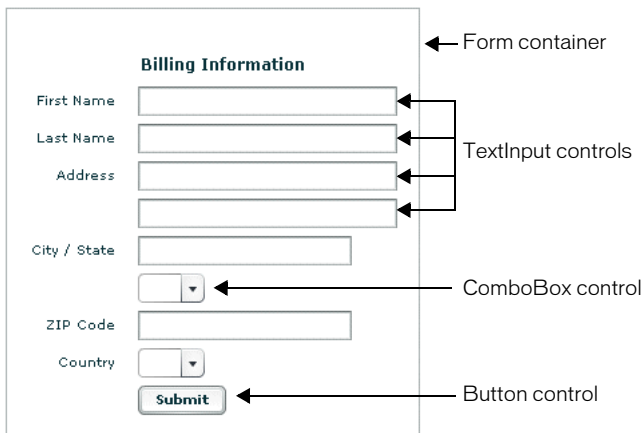 Form container
Billing Information
First Name
Last Name
TextInput controls
Address
City / State
ComboBox control
ZIP Code
Country
Submit
Button control